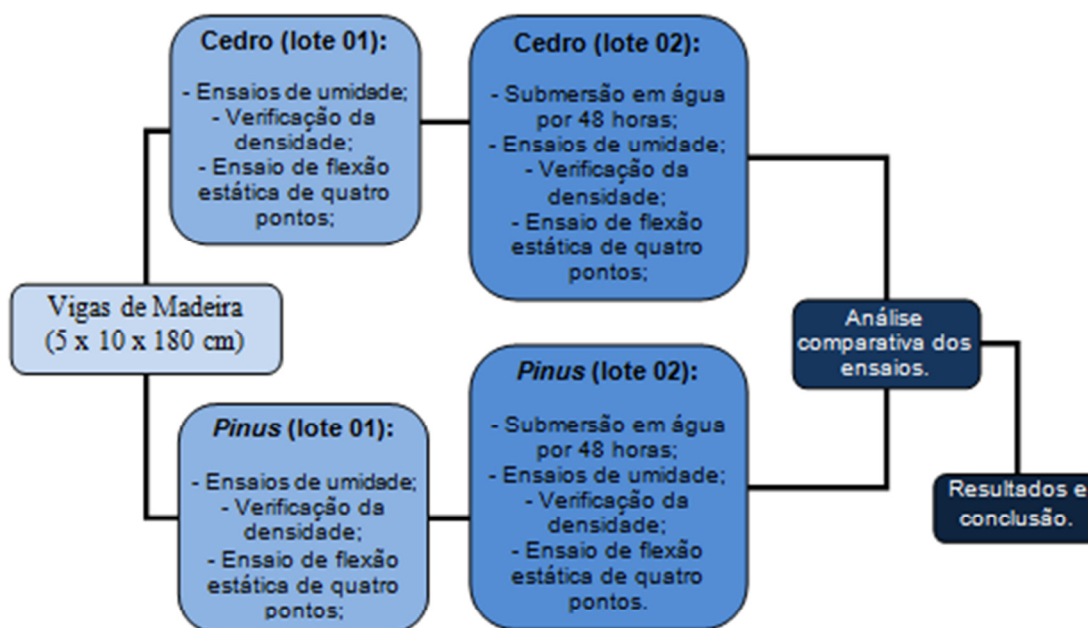 Vigas de Madeira
(5 x 10 x 180 cm)
Cedro (lote 01):
- Ensaios de umidade;
- Verificação da
densidade;
- Ensaio de flexão
estática de quatro
pontos;
Cedro (lote 02):
- Submersão em água
por 48 horas;
- Ensaios de umidade;
- Verificação da
densidade;
- Ensaio de flexão
estática de quatro
pontos;
Pinus (lote 01):
- Ensaios de umidade;
- Verificação da
densidade;
- Ensaio de flexão
estática de quatro
pontos;
Pinus (lote 02):
- Submersão em água
por 48 horas;
- Ensaios de umidade;
- Verificação da
densidade;
- Ensaio de flexão
estática de quatro
pontos.
Análise
comparativa dos
ensaios.
Resultados e
conclusão.